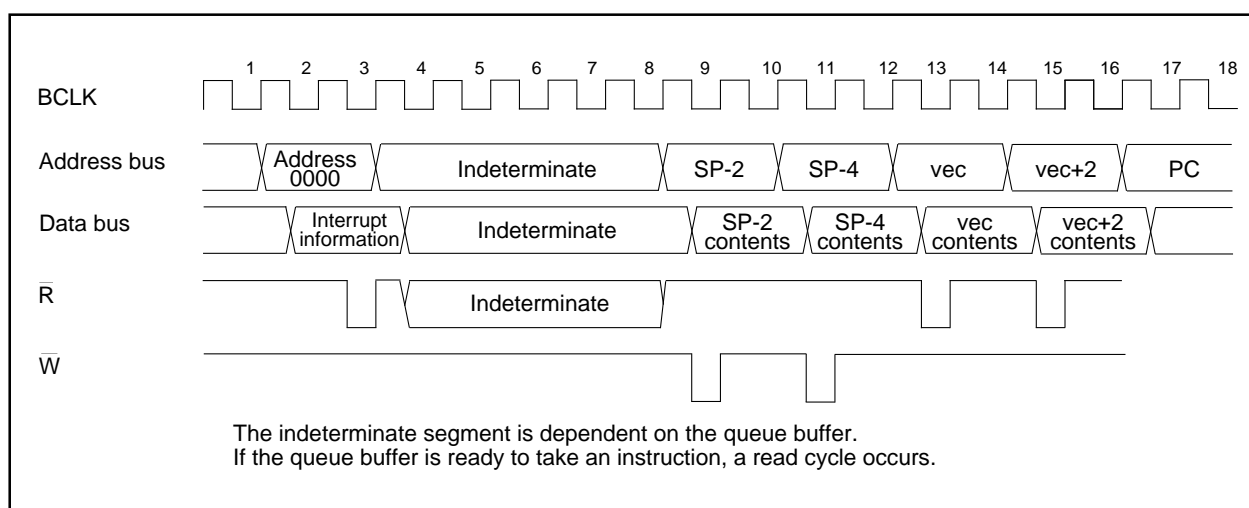 1 2 3 4 5 6 7 8 9 10 11 12 13 14 15 16 17 18
BCLK
Address bus
Address
0000
Indeterminate
SP-2
SP-4
vec
vec+2
PC
Data bus
Interrupt
information
Indeterminate
SP-2
contents
SP-4
contents
vec
contents
vec+2
contents
R̅
Indeterminate
W̅
The indeterminate segment is dependent on the queue buffer.
If the queue buffer is ready to take an instruction, a read cycle occurs.